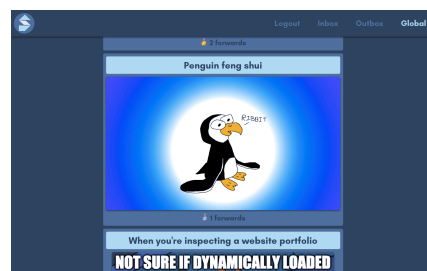 Logout Inbox Outbox Global
2 forwards
Penguin feng shui
RIBBIT
1 forwards
When you're inspecting a website portfolio
NOT SURE IF DYNAMICALLY LOADED